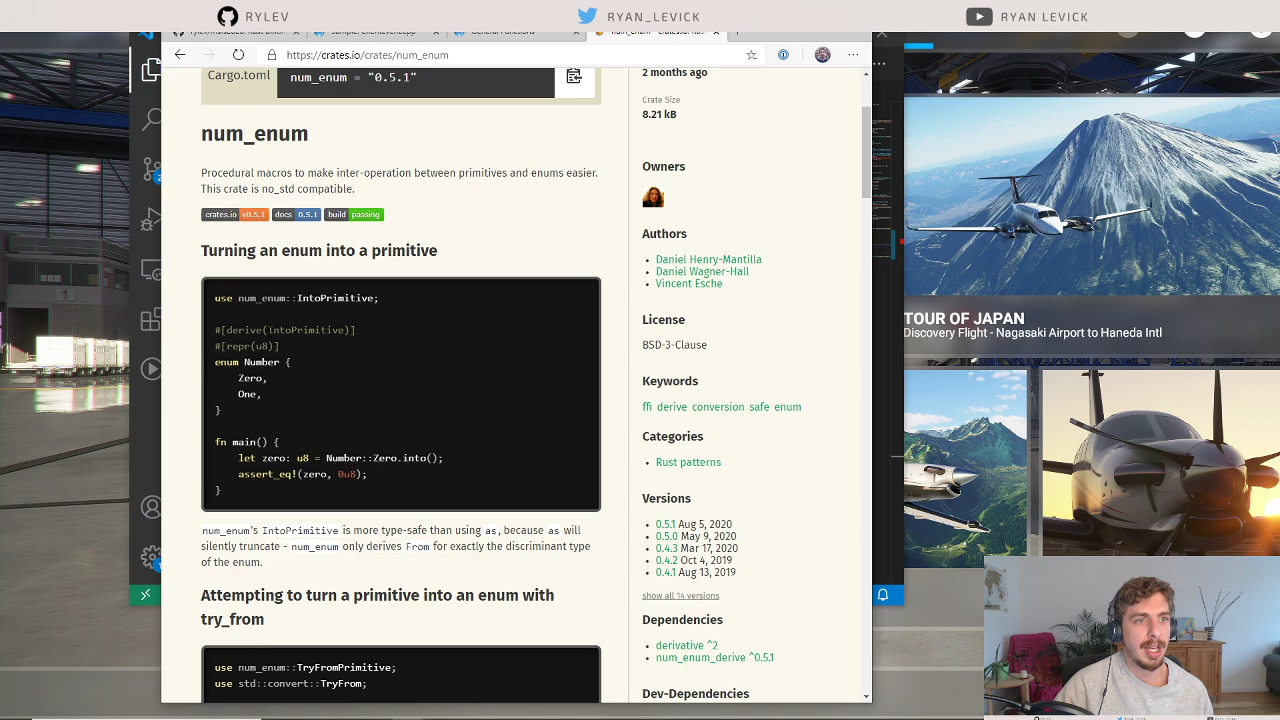 RYLEV
RYAN_LEVICK
RYAN LEVICK
https://crates.io/crates/num_enum
Cargo.toml
num_enum = "0.5.1"
num_enum
Procedural macros to make inter-operation between primitives and enums easier.
This crate is no_std compatible.
crates.io v0.5.1 docs 0.5.1 build passing
Turning an enum into a primitive
use num_enum::IntoPrimitive;
#[derive(IntoPrimitive)]
#[repr(u8)]
enum Number {
Zero,
One,
}
fn main() {
let zero: u8 = Number::Zero.into();
assert_eq!(zero, 0u8);
}
num_enum's IntoPrimitive is more type-safe than using as, because as will
silently truncate - num_enum only derives From for exactly the discriminant type
of the enum.
Attempting to turn a primitive into an enum with
try_from
use num_enum::TryFromPrimitive;
use std::convert::TryFrom;
2 months ago
Crate Size
8.21 kB
Owners
Authors
Daniel Henry-Mantilla
Daniel Wagner-Hall
Vincent Esche
License
BSD-3-Clause
Keywords
ffi derive conversion safe enum
Categories
Rust patterns
Versions
0.5.1 Aug 5, 2020
0.5.0 May 9, 2020
0.4.3 Mar 17, 2020
0.4.2 Oct 4, 2019
0.4.1 Aug 13, 2019
show all 14 versions
Dependencies
derivative ^2
num_enum_derive ^0.5.1
Dev-Dependencies
TOUR OF JAPAN
Discovery Flight - Nagasaki Airport to Haneda Intl